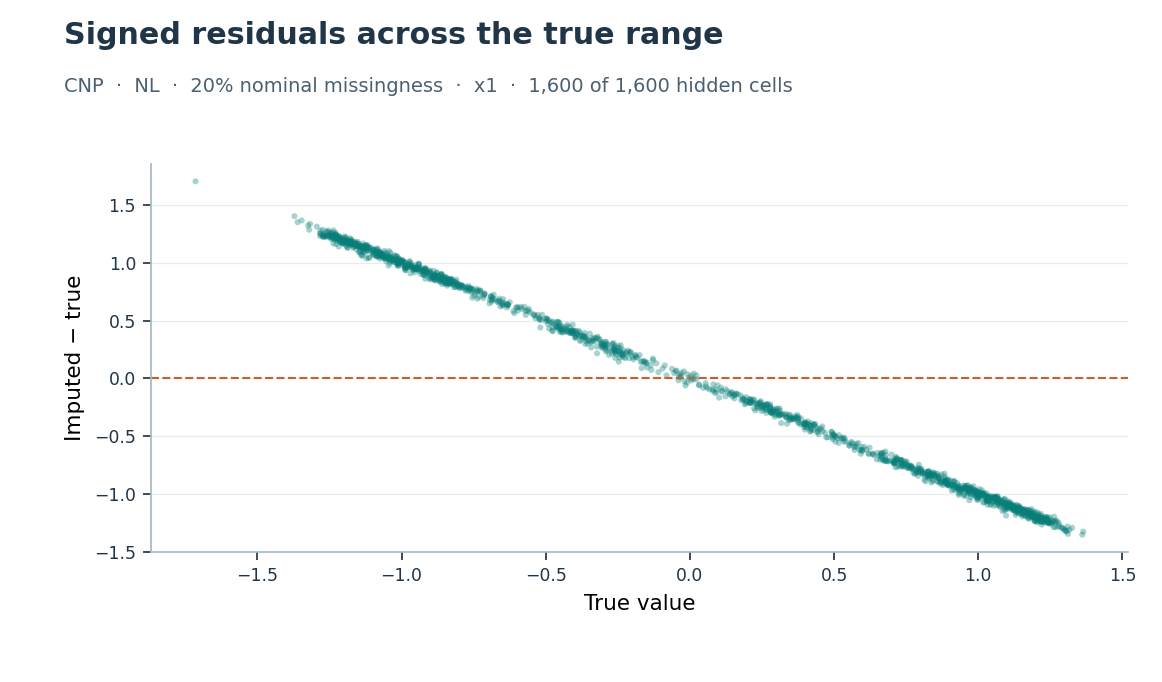 Signed residuals across the true range
CNP · NL · 20% nominal missingness · x1 · 1,600 of 1,600 hidden cells
Imputed − true
1.5
1.0
0.5
0.0
−0.5
−1.0
−1.5
−1.5 −1.0 −0.5 0.0 0.5 1.0 1.5
True value